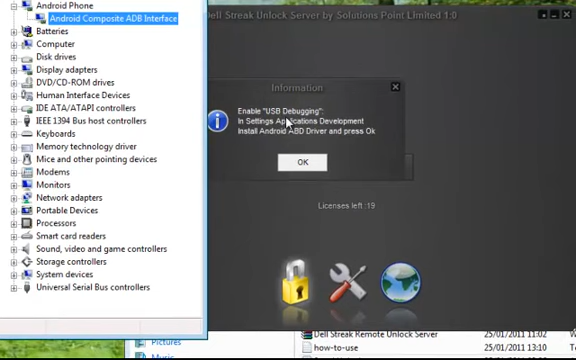 Android Phone
Android Composite ADB Interface
Batteries
Computer
Disk drives
Display adapters
DVD/CD-ROM drives
Human Interface Devices
IDE ATA/ATAPI controllers
IEEE 1394 Bus host controllers
Keyboards
Memory technology driver
Mice and other pointing devices
Modems
Monitors
Network adapters
Portable Devices
Processors
Smart card readers
Sound, video and game controllers
Storage controllers
System devices
Universal Serial Bus controllers
Dell Streak Unlock Server by Solutions Point Limited 1:0
Information
Enable "USB Debugging":
In Settings Applications Development
Install Android ABD Driver and press Ok
OK
Licenses left :19
Pictures
Music
Dell Streak Remote Unlock Server 25/01/2011 11:02
how-to-use 25/01/2011 13:10